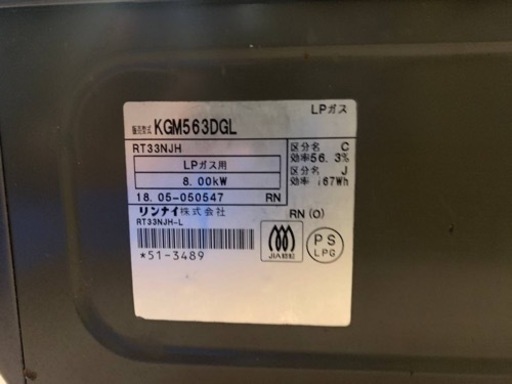 LPガス
販売型式 KGM563DGL
RT33NJH
LPガス用
8.00kW
18.05-050547 RN
リンナイ株式会社
RT33NJH-L
*51-3489
区分名 C
効率56.3%
区分名 J
効率 167Wh
RN(O)
JIA認証
PS
LPG